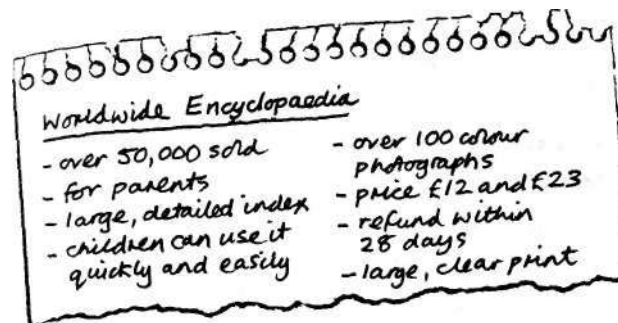 Worldwide Encyclopaedia
- over 50,000 sold
- for parents
- large, detailed index
- children can use it
quickly and easily
- over 100 colour
photographs
- price £12 and £23
- refund within
28 days
- large, clear print